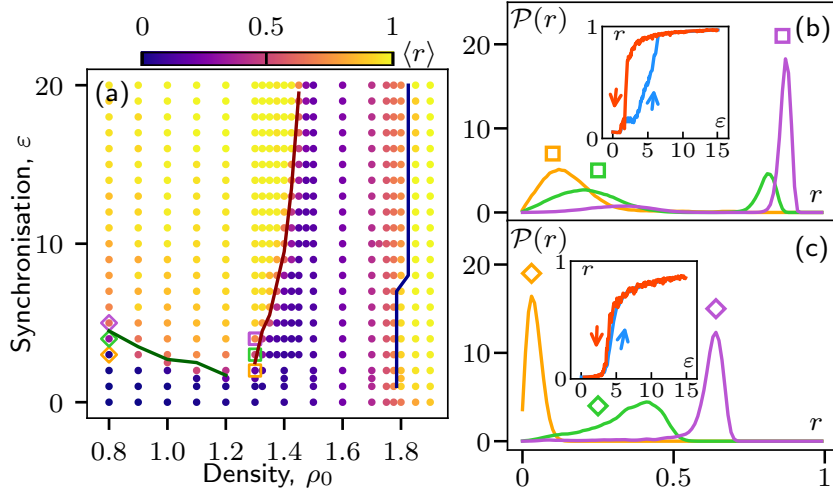 0 0.5 1
⟨r⟩
(a)
Synchronisation, ε
20
10
0
0.8 1.0 1.2 1.4 1.6 1.8
Density, ρ₀
P(r)
(b)
20
10
0
r
1
r
0
0 5 10 15
ε
P(r)
(c)
20
10
0
r
1
r
0
0 5 10 15
ε
0 0.5 1